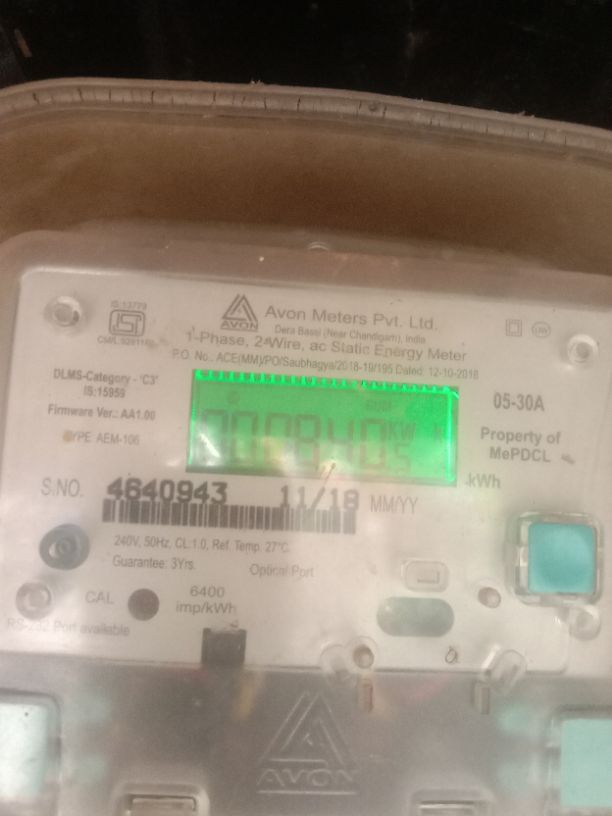 IS:13779
ISI
AVON
Avon Meters Pvt. Ltd.
Dera Bassi (Near Chandigarh), India
1-Phase, 2-Wire, ac Static Energy Meter
P.O. No.. ACE(MM)/PO/Saubhagya/2018-19/195 Dated: 12-10-2018
DLMS-Category - 'C3'
IS:15959
Firmware Ver.: AA1.00
TYPE AEM-106
05-30A
Property of
MePDCL
KW
kWh
S.NO. 4640943 11/18 MM/YY
240V, 50Hz, CL:1.0, Ref. Temp. 27°C.
Guarantee: 3Yrs.
Optical Port
CAL
6400
imp/kWh
RS-232 Port available
AVON